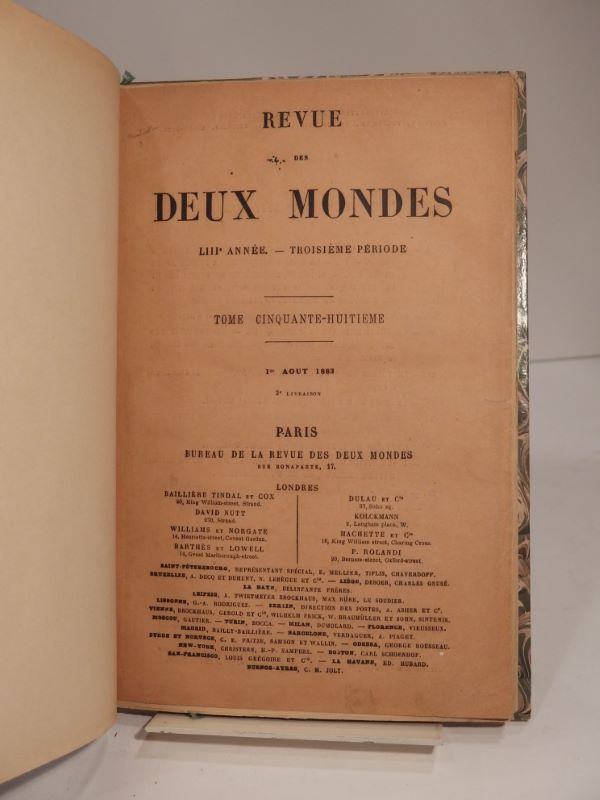 REVUE
DES
DEUX MONDES
LIIIe ANNÉE. — TROISIÈME PÉRIODE
TOME CINQUANTE-HUITIEME
1er AOUT 1883
2e LIVRAISON
PARIS
BUREAU DE LA REVUE DES DEUX MONDES
RUE BONAPARTE, 17.
LONDRES
BAILLIÈRE TINDAL ET COX
20, King William-street, Strand.
DAVID NUTT
270, Strand.
WILLIAMS ET NORGATE
14, Henrietta-street, Covent Garden.
BARTHÈS ET LOWELL
14, Great Marlborough-street.
DULAU ET Cie
37, Soho sq.
KOLCKMANN
2, Langham place, W.
HACHETTE ET Cie
18, King William street, Charing Cross.
P. ROLANDI
20, Berners-street, Oxford-street.
SAINT-PÉTERSBOURG, REPRÉSENTANT SPÉCIAL, E. MELLIER, TIFLIS, CHAVERDOFF.
BRUXELLES, A. DECQ ET DUHENT, N. LEBÈGUE ET Cie. — LIÈGE, DESOER, CHARLES GNUSÉ.
LA HAYE, BELINFANTE FRÈRES.
LEIPZIG, A. TWIETMEYER BROCKHAUS, MAX RUBE, LE SOUDIER.
LISBONNE, G.-A. RODRIGUEZ. — BERLIN, DIRECTION DES POSTES, A. ASHER ET Ce.
VIENNE, BROCKHAUS, GEROLD ET Cie, WILHELM FRICK, W. BRAUMÜLLER ET SOHN, SINTENIS.
MOSCOU, GAUTIER. — TURIN, BOCCA. — MILAN, DUMOLARD. — FLORENCE, VIEUSSEUX.
MADRID, BAILLY-BAILLIÈRE. — BARCELONE, VERDAGUER, A. PIAGET.
SUÈDE ET NORVÈGE, C. E. FRITZE, SAMSON ET WALLIN. — ODESSA, GEORGE ROUSSEAU.
NEW-YORK, CHRISTERN, E.-P. SAMPERS. — BOSTON, CARL SCHOENHOF.
SAN-FRANCISCO, LOUIS GRÉGOIRE ET Cie. — LA HAVANE, ED. HUBARD.
BUENOS-AYRES, C. M. JOLY.